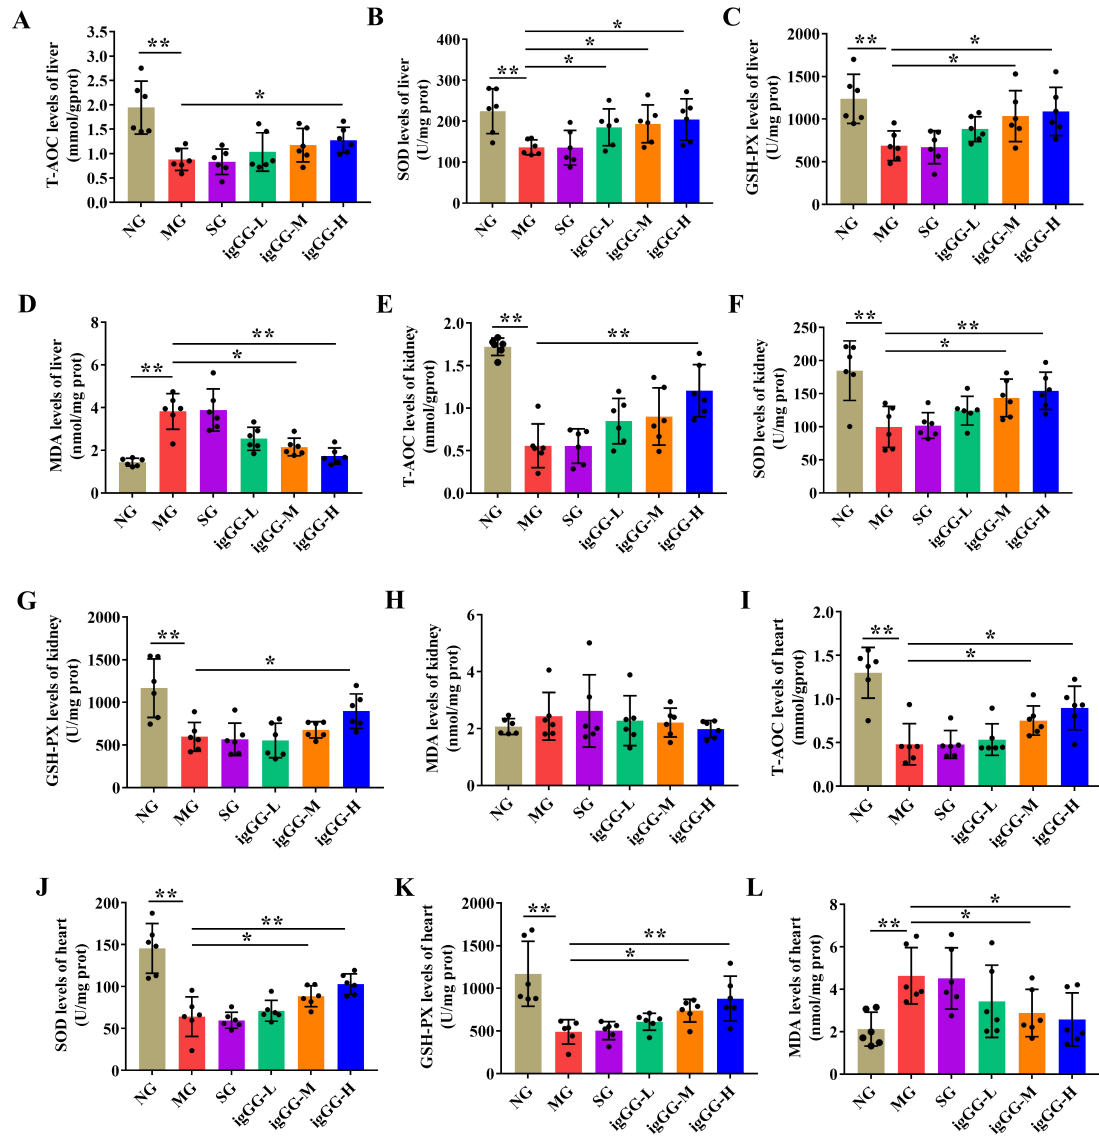 A
T-AOC levels of liver
(mmol/gprot)
3.5
3.0
2.5
2.0
1.5
1.0
0.5
0.0
**
*
NG
MG
SG
igGG-L
igGG-M
igGG-H
B
SOD levels of liver
(U/mg prot)
400
300
200
100
0
**
*
*
*
NG
MG
SG
igGG-L
igGG-M
igGG-H
C
GSH-PX levels of liver
(U/mg prot)
2000
1500
1000
500
0
**
*
*
NG
MG
SG
igGG-L
igGG-M
igGG-H
D
MDA levels of liver
(nmol/mg prot)
8
6
4
2
0
**
**
*
NG
MG
SG
igGG-L
igGG-M
igGG-H
E
T-AOC levels of kidney
(mmol/gprot)
2.0
1.5
1.0
0.5
0.0
**
**
NG
MG
SG
igGG-L
igGG-M
igGG-H
F
SOD levels of kidney
(U/mg prot)
250
200
150
100
50
0
**
**
*
NG
MG
SG
igGG-L
igGG-M
igGG-H
G
GSH-PX levels of kidney
(U/mg prot)
2000
1500
1000
500
0
**
*
NG
MG
SG
igGG-L
igGG-M
igGG-H
H
MDA levels of kidney
(nmol/mg prot)
6
4
2
0
NG
MG
SG
igGG-L
igGG-M
igGG-H
I
T-AOC levels of heart
(mmol/gprot)
2.0
1.5
1.0
0.5
0.0
**
*
*
NG
MG
SG
igGG-L
igGG-M
igGG-H
J
SOD levels of heart
(U/mg prot)
200
150
100
50
0
**
**
*
NG
MG
SG
igGG-L
igGG-M
igGG-H
K
GSH-PX levels of heart
(U/mg prot)
2000
1500
1000
500
0
**
**
*
NG
MG
SG
igGG-L
igGG-M
igGG-H
L
MDA levels of heart
(nmol/mg prot)
8
6
4
2
0
**
*
*
NG
MG
SG
igGG-L
igGG-M
igGG-H